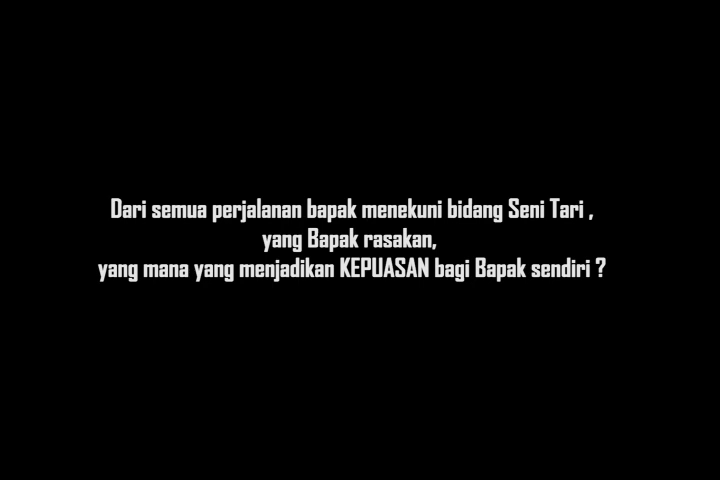 Dari semua perjalanan bapak menekuni bidang Seni Tari ,
yang Bapak rasakan,
yang mana yang menjadikan KEPUASAN bagi Bapak sendiri ?